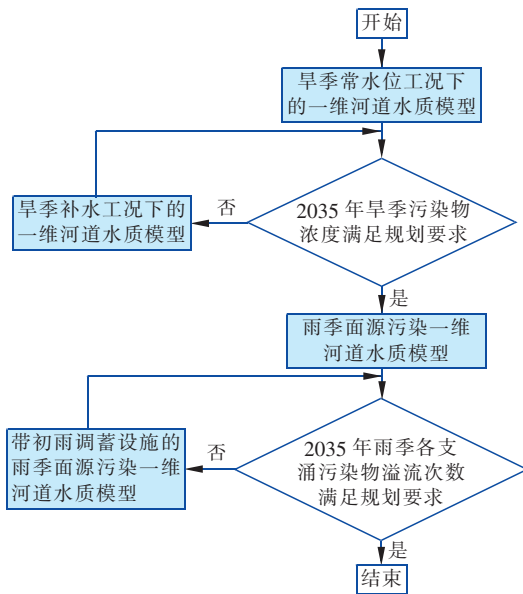 开始
旱季常水位工况下
的一维河道水质模型
2035 年旱季污染物
浓度满足规划要求
否
旱季补水工况下的
一维河道水质模型
是
雨季面源污染一维
河道水质模型
2035 年雨季各支
涌污染物溢流次数
满足规划要求
否
带初雨调蓄设施的
雨季面源污染一维
河道水质模型
是
结束